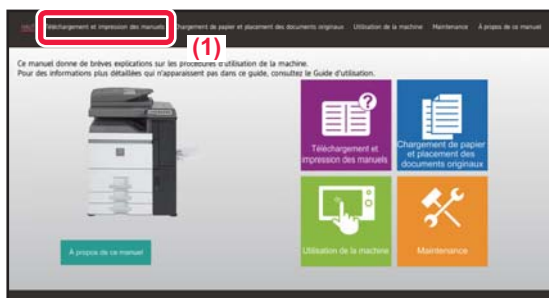 HAUT Téléchargement et impression des manuels Chargement de papier et placement des documents originaux Utilisation de la machine Maintenance À propos de ce manuel
(1)
Ce manuel donne de brèves explications sur les procédures d'utilisation de la machine.
Pour des informations plus détaillées qui n'apparaissent pas dans ce guide, consultez le Guide d'utilisation.
Téléchargement et
impression des manuels
Chargement de papier
et placement des
documents originaux
Utilisation de la machine
Maintenance
À propos de ce manuel